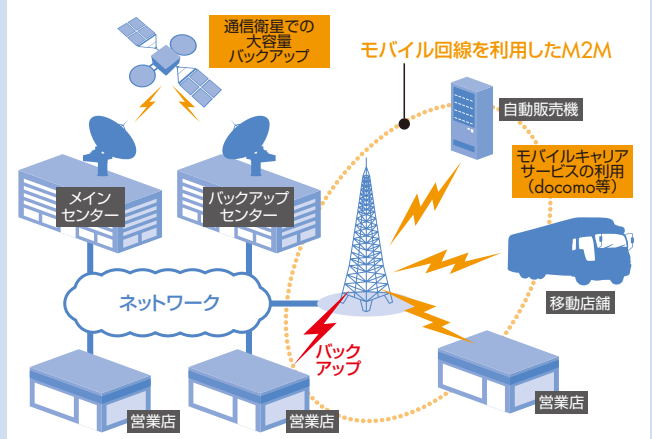 通信衛星での
大容量
バックアップ
モバイル回線を利用したM2M
自動販売機
モバイルキャリア
サービスの利用
（docomo等）
メイン
センター
バックアップ
センター
ネットワーク
移動店舗
バック
アップ
営業店
営業店
営業店